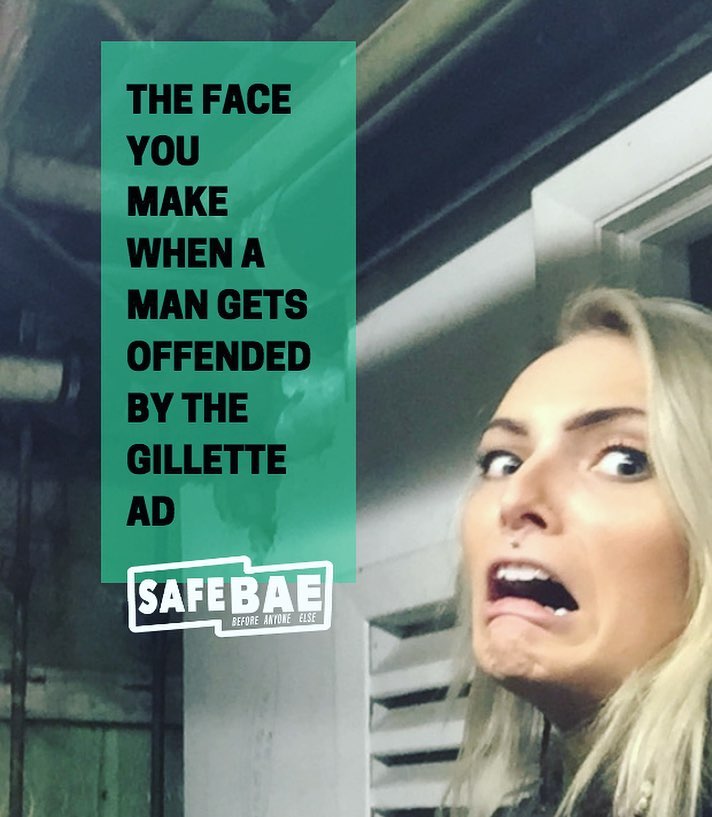 THE FACE
YOU
MAKE
WHEN A
MAN GETS
OFFENDED
BY THE
GILLETTE
AD
SAFEBAE
BEFORE ANYONE ELSE